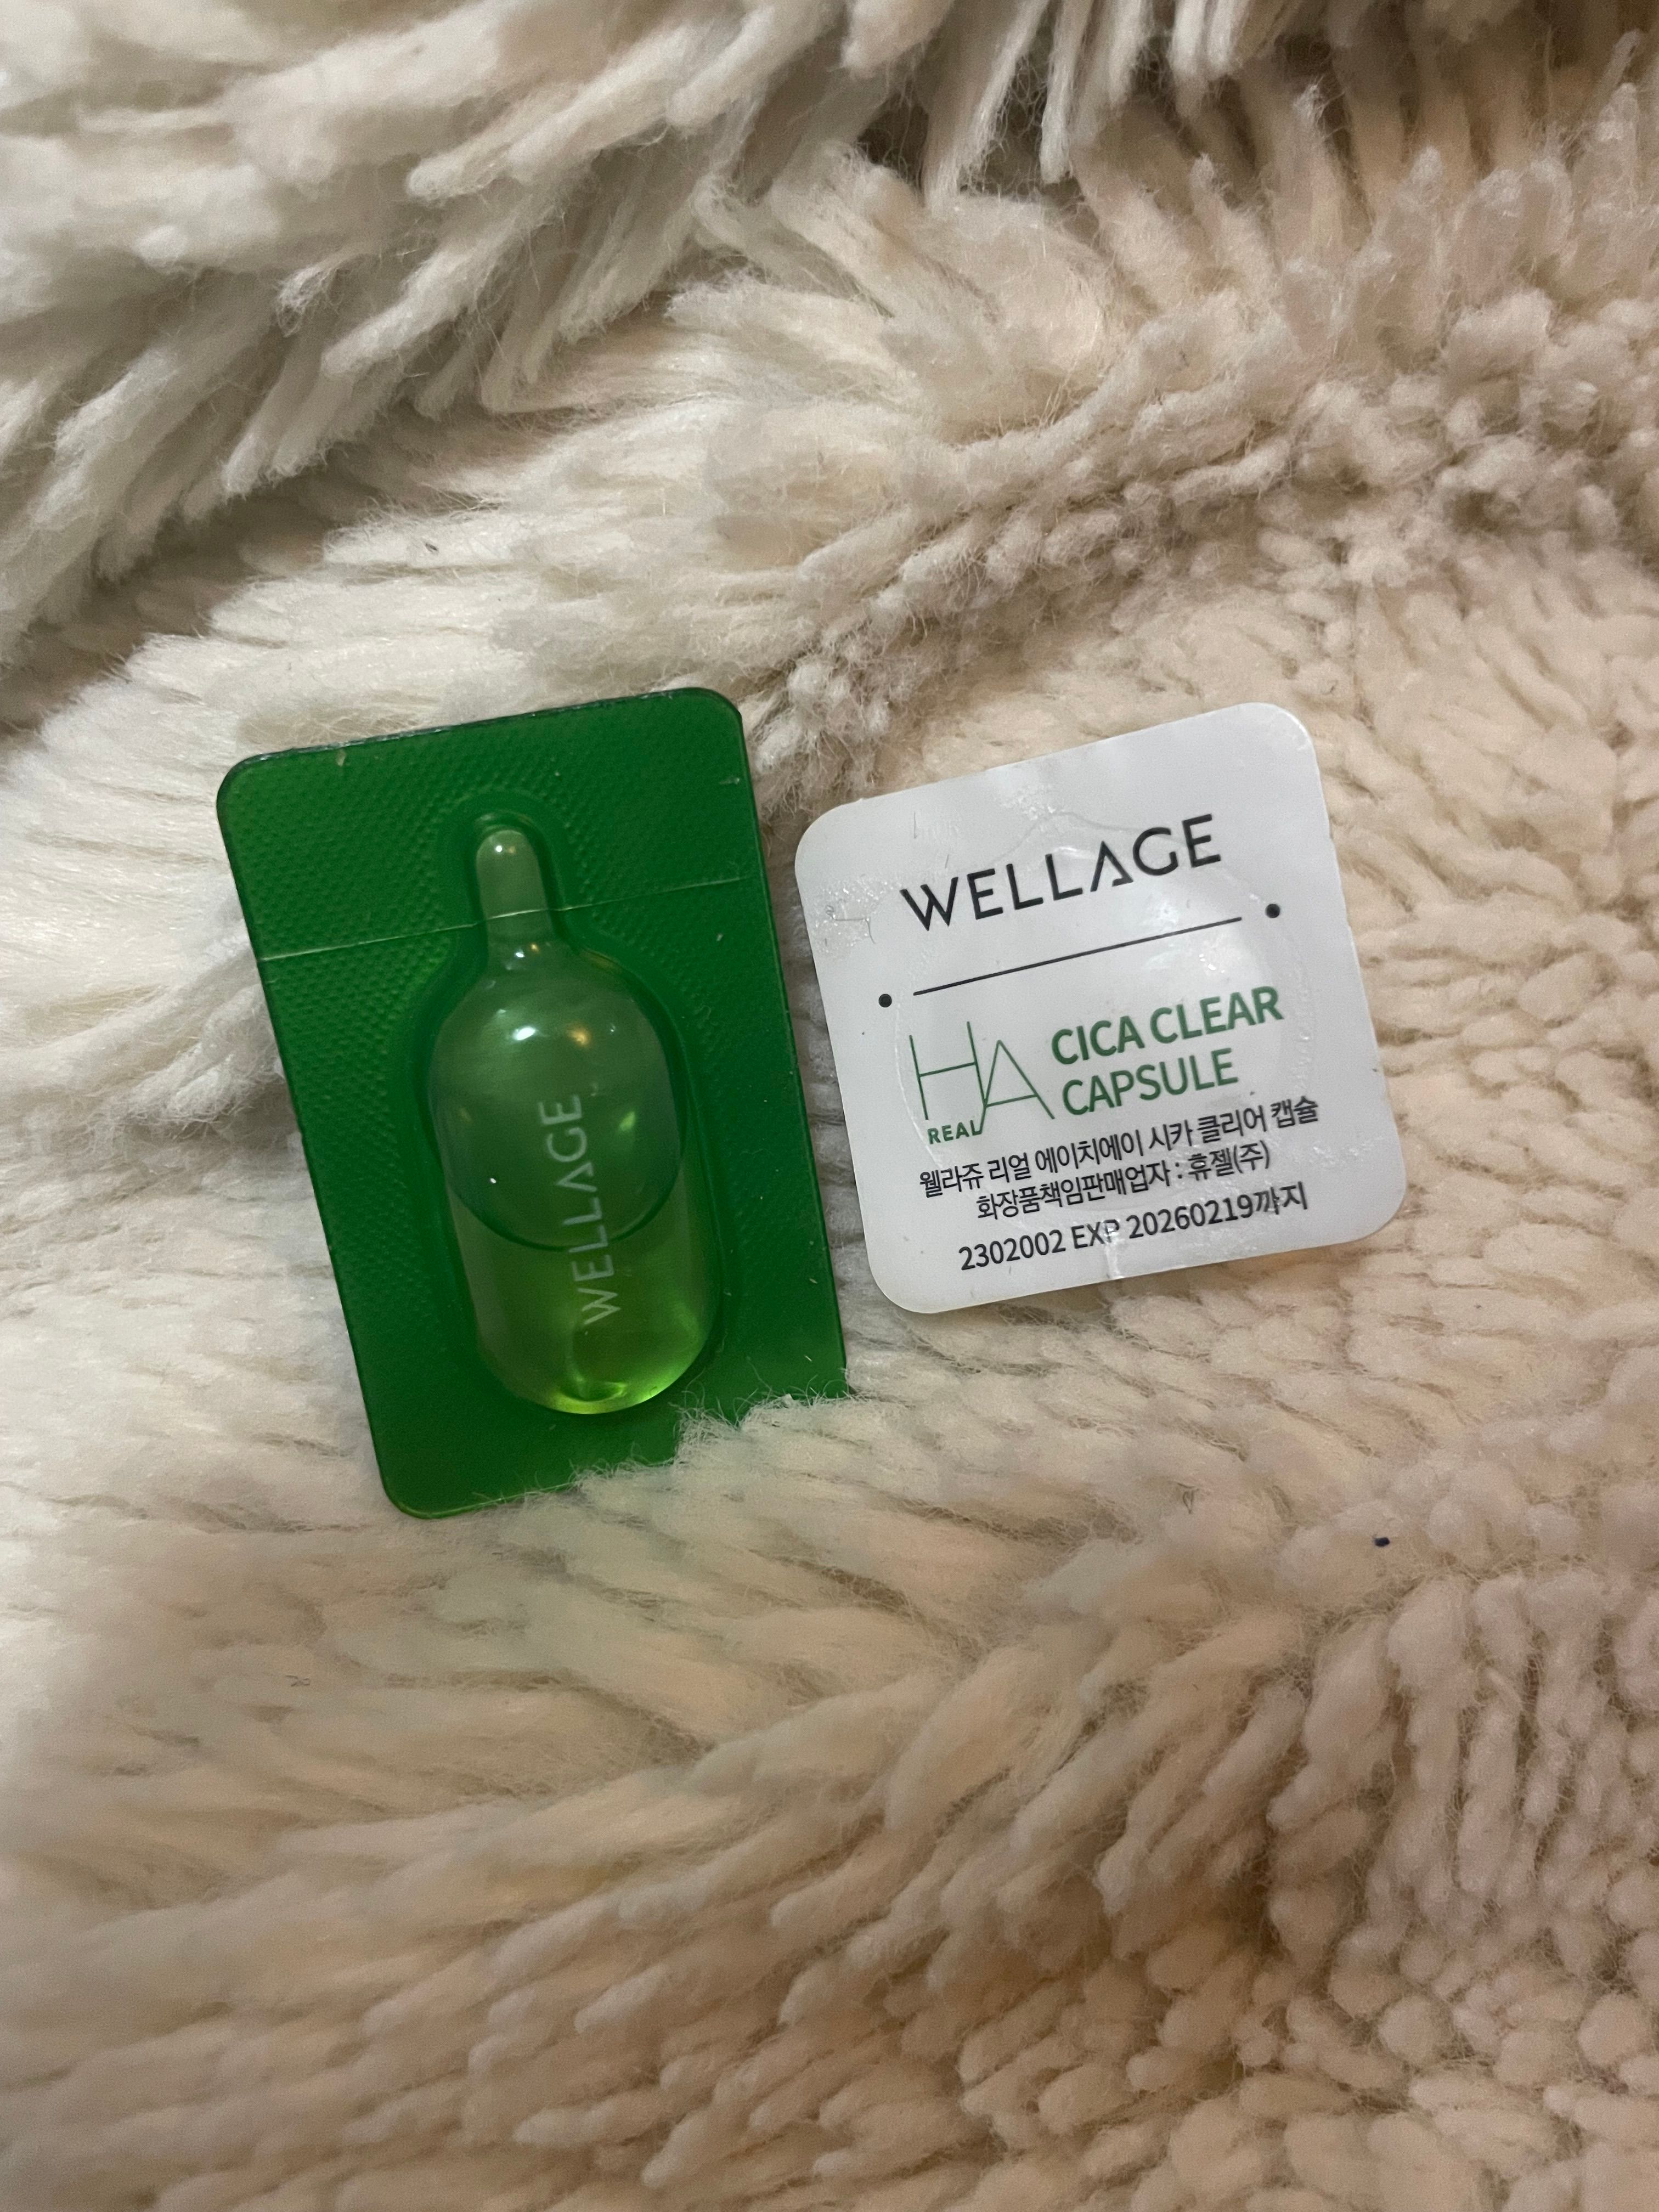 WELLAGE
WELLAGE
HA CICA CLEAR
REAL CAPSULE
웰라쥬 리얼 에이치에이 시카 클리어 캡슐
화장품책임판매업자 : 휴젤(주)
2302002 EXP 20260219까지